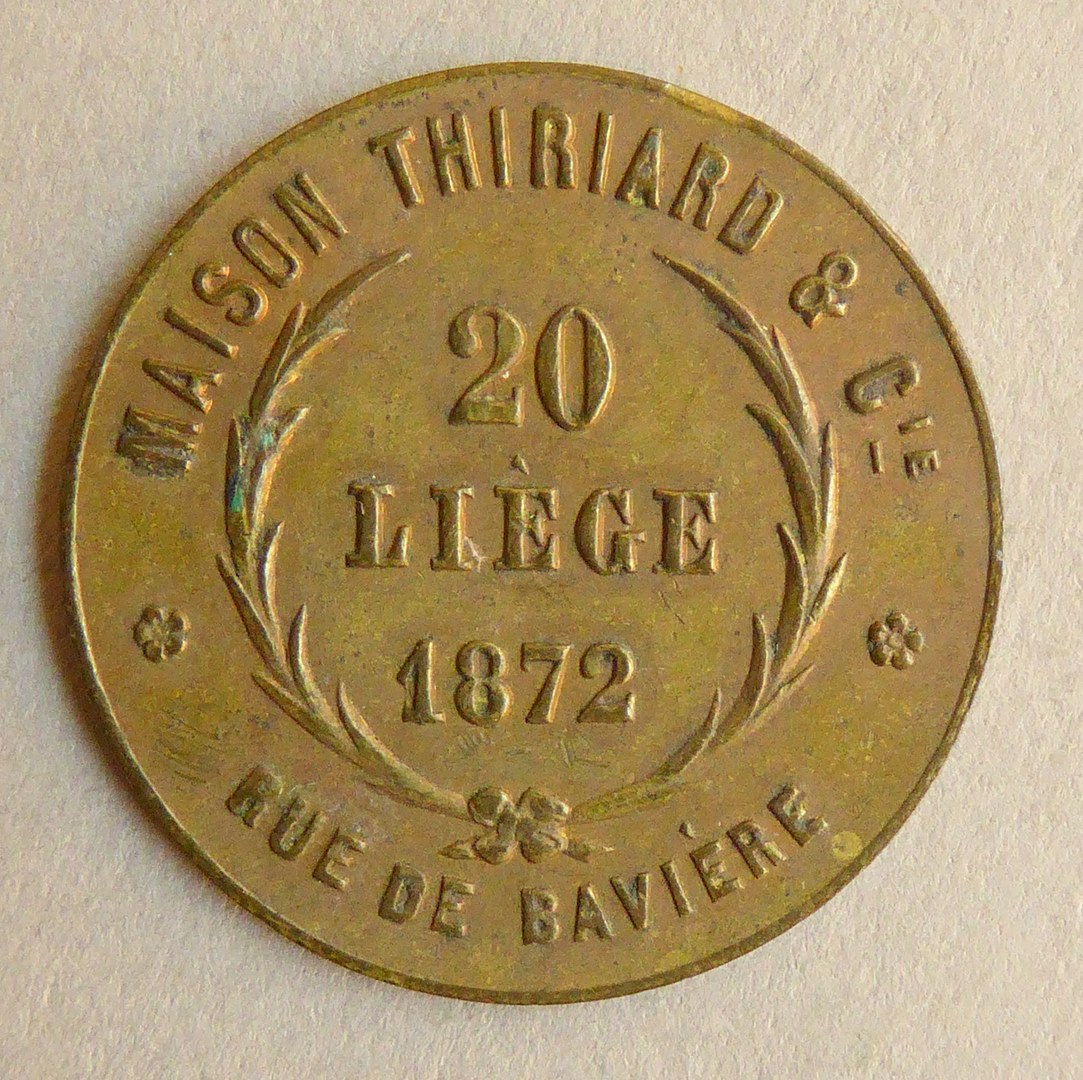 MAISON THIRIARD & CIE
20
LIÈGE
1872
RUE DE BAVIÈRE